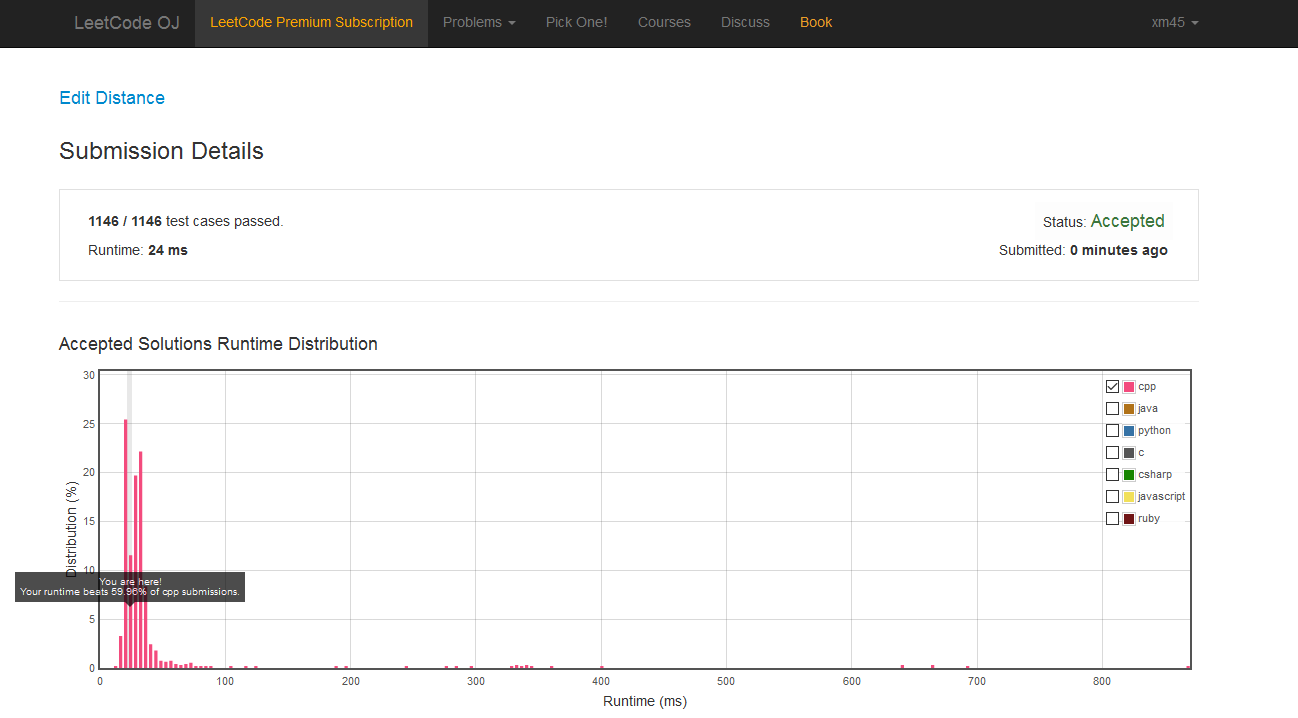 LeetCode OJ LeetCode Premium Subscription Problems Pick One! Courses Discuss Book xm45
Edit Distance
Submission Details
1146 / 1146 test cases passed. Status: Accepted
Runtime: 24 ms Submitted: 0 minutes ago
Accepted Solutions Runtime Distribution
30
25
20
15
10
5
0
Distribution (%)
cpp
java
python
c
csharp
javascript
ruby
You are here!
Your runtime beats 59.96% of cpp submissions.
0 100 200 300 400 500 600 700 800
Runtime (ms)